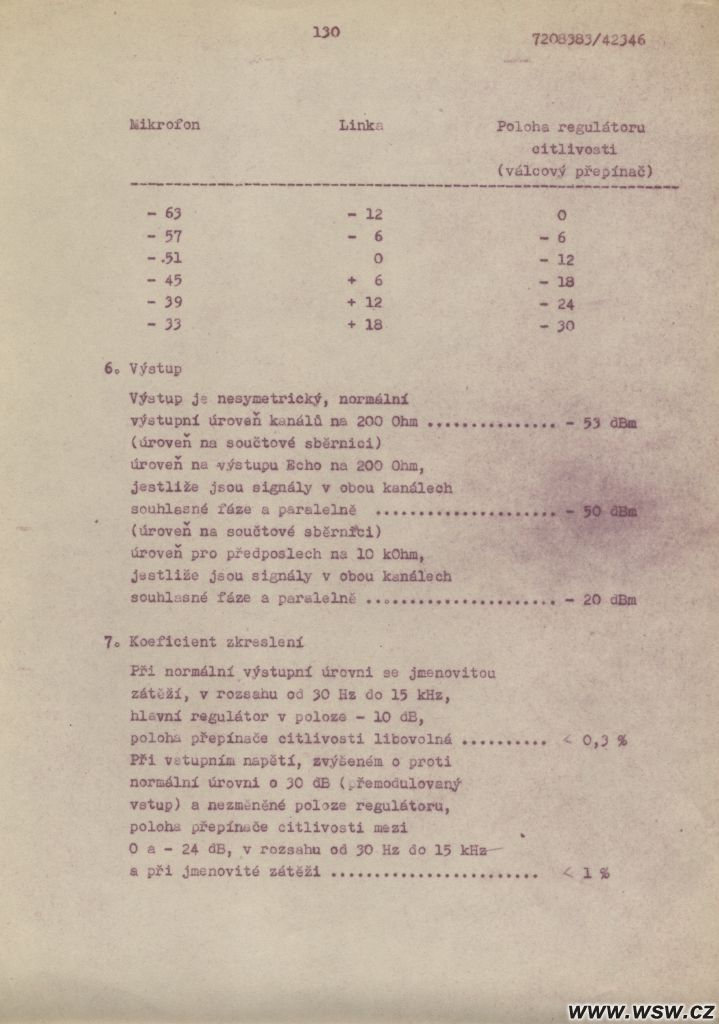 130
7208383/42346
Mikrofon Linka Poloha regulátoru
citlivosti
(válcový přepínač)
- 63 - 12 0
- 57 - 6 - 6
- .51 0 - 12
- 45 + 6 - 18
- 39 + 12 - 24
- 33 + 18 - 30
6. Výstup
Výstup je nesymetrický, normální
výstupní úroveň kanálů na 200 Ohm ............... - 53 dBm
(úroveň na součtové sběrnici)
úroveň na výstupu Echo na 200 Ohm,
jestliže jsou signály v obou kanálech
souhlasné fáze a paralelně ..................... - 50 dBm
(úroveň na součtové sběrnici)
úroveň pro předposlech na 10 kOhm,
jestliže jsou signály v obou kanálech
souhlasné fáze a paralelně ...................... - 20 dBm
7. Koeficient zkreslení
Při normální výstupní úrovni se jmenovitou
zátěží, v rozsahu od 30 Hz do 15 kHz,
hlavní regulátor v poloze - 10 dB,
poloha přepínače citlivosti libovolná .......... < 0,3 %
Při vstupním napětí, zvýšeném o proti
normální úrovni o 30 dB (přemodulovaný
vstup) a nezměněné poloze regulátoru,
poloha přepínače citlivosti mezi
0 a - 24 dB, v rozsahu od 30 Hz do 15 kHz
a při jmenovité zátěži ........................ < 1 %
www.wsw.cz